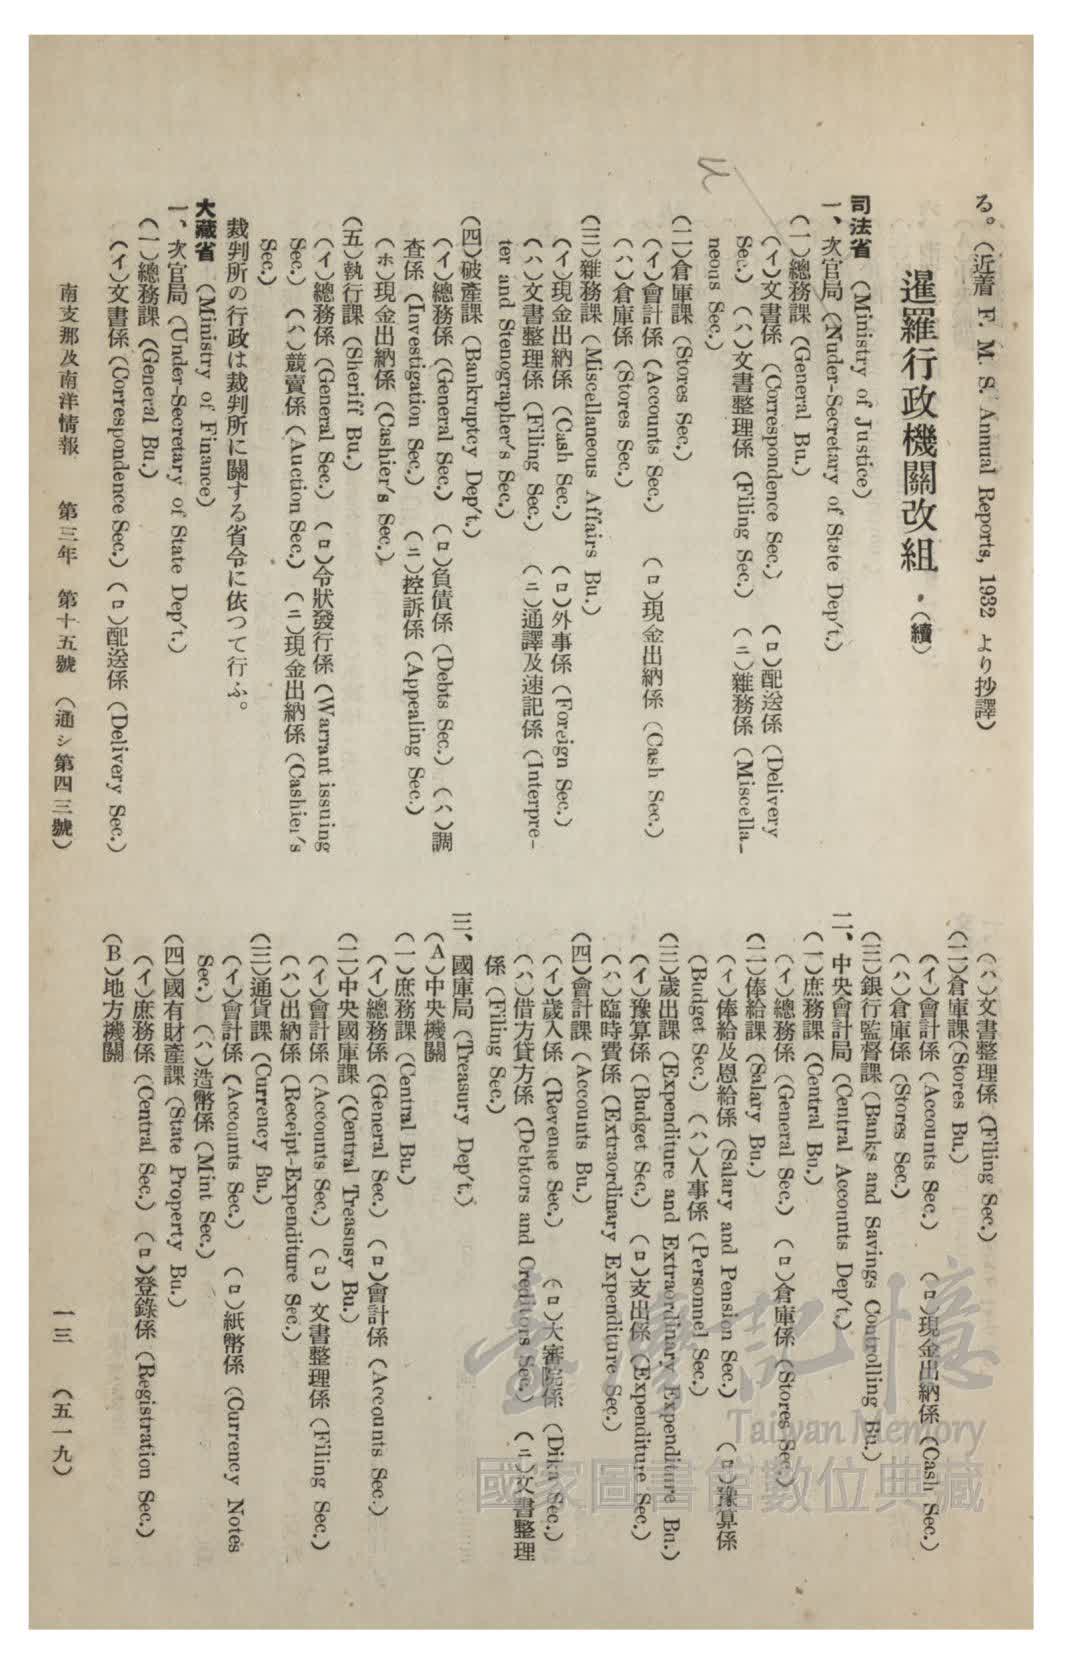 る。（近着 F. M. S. Annual Reports, 1932 より抄譯）
暹羅行政機關改組・（續）
司法省 （Ministry of Justice）
一、次官局（Nuder-Secretary of State Dep't.）
（一）總務課（General Bu.）
（イ）文書係（Correspondence Sec.） （ロ）配送係（Delivery
Sec.）（ハ）文書整理係（Filing Sec.） （ニ）雜務係（Miscella-
neous Sec.）
（二）倉庫課（Stores Sec.）
（イ）會計係（Accounts Sec.） （ロ）現金出納係（Cash Sec.）
（ハ）倉庫係（Stores Sec.）
（三）雜務課（Miscellaneous Affairs Bu.）
（イ）現金出納係（Cash Sec.） （ロ）外事係（Foreign Sec.）
（ハ）文書整理係（Filing Sec.） （ニ）通譯及速記係（Interpre-
ter and Stenographer's Sec.）
（四）破產課（Bankruptcy Dep't.）
（イ）總務係（General Sec.）（ロ）負債係（Debts Sec.）（ハ）調
查係（Investigation Sec.） （ニ）控訴係（Appealing Sec.）
（ホ）現金出納係（Cashier's Sec.）
（五）執行課（Sheriff Bu.）
（イ）總務係（General Sec.）（ロ）令狀發行係（Warrant issuing
Sec.）（ハ）競賣係（Auction Sec.）（ニ）現金出納係（Cashier's
Sec.）
裁判所の行政は裁判所に關する省令に依つて行ふ。
大藏省 （Ministry of Finance）
一、次官局（Under-Secretary of State Dep't.）
（一）總務課（General Bu.）
（イ）文書係（Correspondence Sec.）（ロ）配送係（Delivery Sec.）
（ハ）文書整理係（Filing Sec.）
（二）倉庫課（Stores Bu.）
（イ）會計係（Accounts Sec.） （ロ）現金出納係（Cash Sec.）
（ハ）倉庫係（Stores Sec.）
（三）銀行監督課（Banks and Savings Controlling Bu.）
二、中央會計局（Central Accounts Dep't.）
（一）庶務課（Central Bu.）
（イ）總務係（General Sec.） （ロ）倉庫係（Stores Sec.）
（二）俸給課（Salary Bu.）
（イ）俸給及恩給係（Salary and Pension Sec.） （ロ）豫算係
（Budget Sec.）（ハ）人事係（Personnel Sec.）
（三）歲出課（Expenditure and Extraordinary Expenditure Bu.）
（イ）豫算係（Budget Sec.） （ロ）支出係（Expenditure Sec.）
（ハ）臨時費係（Extraordinary Expenditure Sec.）
（四）會計課（Accounts Bu.）
（イ）歲入係（Revenue Sec.） （ロ）大審院係（Dika Sec.）
（ハ）借方貸方係（Debtors and Creditors Sec.） （ニ）文書整理
係（Filing Sec.）
三、國庫局（Treasury Dep't.）
（A）中央機關
（一）庶務課（Central Bu.）
（イ）總務係（General Sec.）（ロ）會計係（Accounts Sec.）
（二）中央國庫課（Central Treasusy Bu.）
（イ）會計係（Accounts Sec.）（ロ）文書整理係（Filing Sec.）
（ハ）出納係（Receipt-Expenditure Sec.）
（三）通貨課（Currency Bu.）
（イ）會計係（Accounts Sec.） （ロ）紙幣係（Currency Notes
Sec.）（ハ）造幣係（Mint Sec.）
（四）國有財產課（State Property Bu.）
（イ）庶務係（Central Sec.）（ロ）登錄係（Registration Sec.）
（B）地方機關
南支那及南洋情報 第三年 第十五號 （通シ第四三號） 一三 （五一九）
臺灣記憶
Taiwan Memory
國家圖書館數位典藏